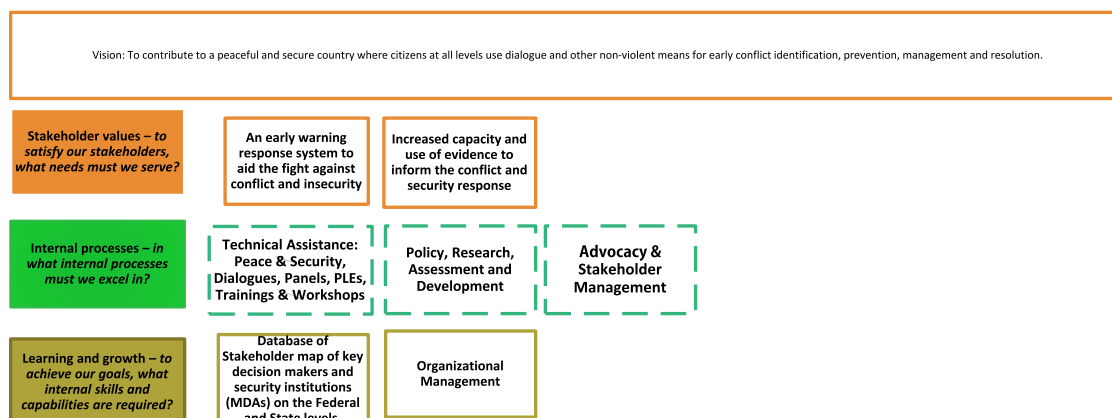 Vision: To contribute to a peaceful and secure country where citizens at all levels use dialogue and other non-violent means for early conflict identification, prevention, management and resolution.
Stakeholder values – to
satisfy our stakeholders,
what needs must we serve?
An early warning
response system to
aid the fight against
conflict and insecurity
Increased capacity and
use of evidence to
inform the conflict and
security response
Internal processes – in
what internal processes
must we excel in?
Technical Assistance:
Peace & Security,
Dialogues, Panels, PLEs,
Trainings & Workshops
Policy, Research,
Assessment and
Development
Advocacy &
Stakeholder
Management
Learning and growth – to
achieve our goals, what
internal skills and
capabilities are required?
Database of
Stakeholder map of key
decision makers and
security institutions
(MDAs) on the Federal
and State levels
Organizational
Management